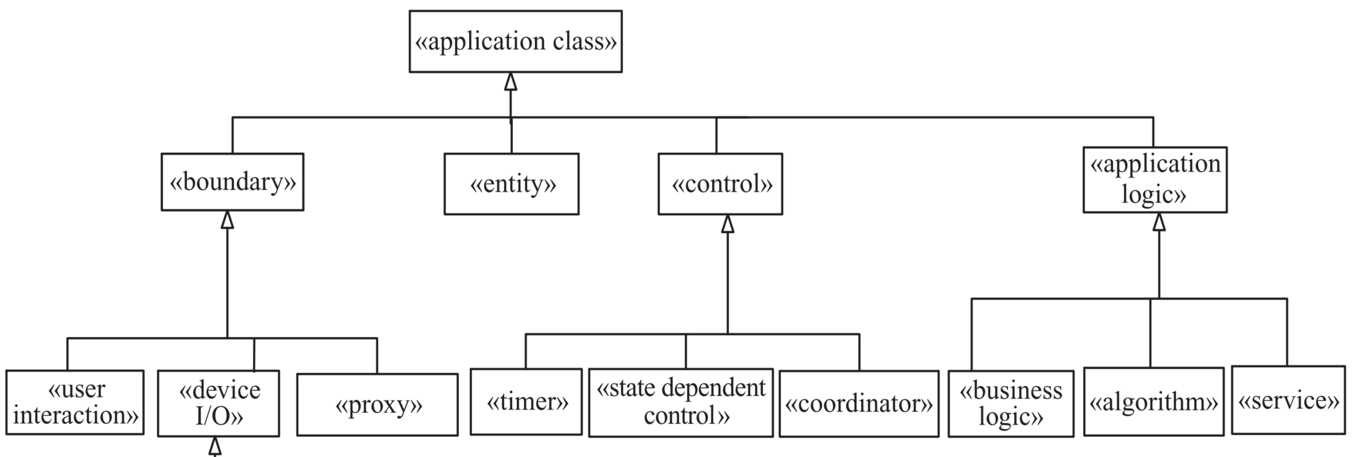 «application class»
«boundary»
«entity»
«control»
«application
logic»
«user
interaction»
«device
I/O»
«proxy»
«timer»
«state dependent
control»
«coordinator»
«business
logic»
«algorithm»
«service»